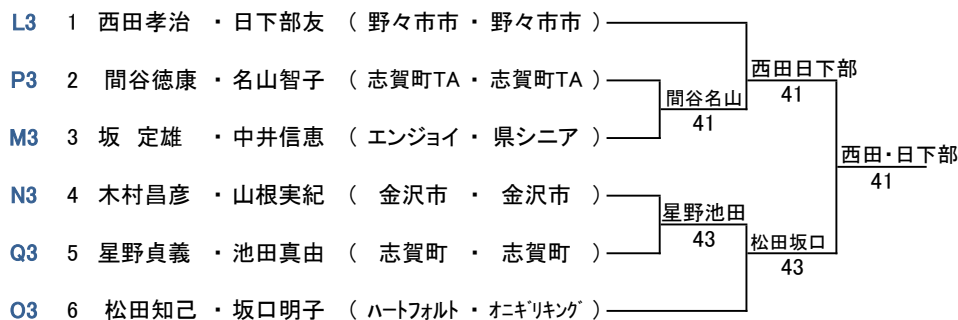 L3 1 西田孝治 ・日下部友 （ 野々市市 ・ 野々市市 ）
P3 2 間谷徳康 ・名山智子 （ 志賀町TA ・ 志賀町TA ）
M3 3 坂 定雄 ・中井信恵 （ エンジョイ ・ 県シニア ）
N3 4 木村昌彦 ・山根実紀 （ 金沢市 ・ 金沢市 ）
Q3 5 星野貞義 ・池田真由 （ 志賀町 ・ 志賀町 ）
O3 6 松田知己 ・坂口明子 （ ハートフォルト ・ オニギリキング ）
間谷名山
41
星野池田
43
西田日下部
41
松田坂口
43
西田・日下部
41